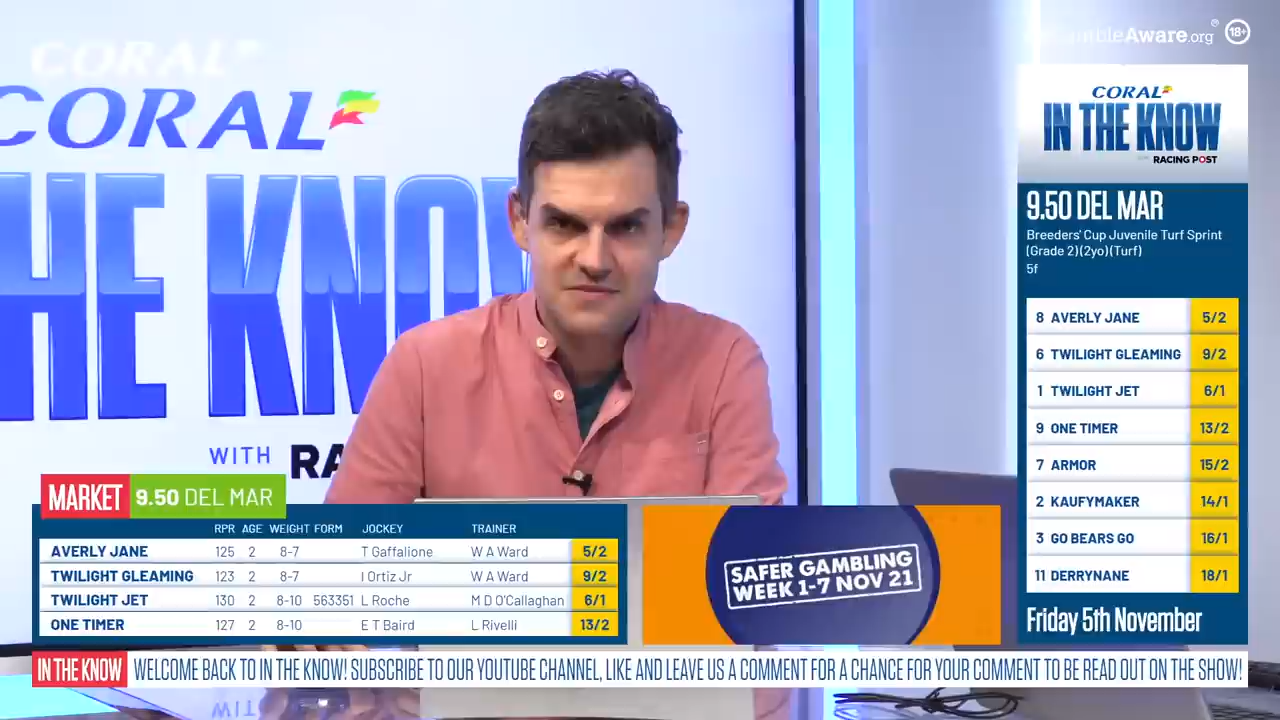 CORAL
CORAL
HE KNOW
WITH RA
bleAware.org® 18+
CORAL
IN THE KNOW
WITH RACING POST
9.50 DEL MAR
Breeders' Cup Juvenile Turf Sprint
(Grade 2)(2yo)(Turf)
5f
8 AVERLY JANE 5/2
6 TWILIGHT GLEAMING 9/2
1 TWILIGHT JET 6/1
9 ONE TIMER 13/2
7 ARMOR 15/2
2 KAUFYMAKER 14/1
3 GO BEARS GO 16/1
11 DERRYNANE 18/1
Friday 5th November
MARKET 9.50 DEL MAR
RPR AGE WEIGHT FORM JOCKEY TRAINER
AVERLY JANE 125 2 8-7 T Gaffalione W A Ward 5/2
TWILIGHT GLEAMING 123 2 8-7 I Ortiz Jr W A Ward 9/2
TWILIGHT JET 130 2 8-10 563351 L Roche M D O'Callaghan 6/1
ONE TIMER 127 2 8-10 E T Baird L Rivelli 13/2
SAFER GAMBLING
WEEK 1-7 NOV 21
IN THE KNOW WELCOME BACK TO IN THE KNOW! SUBSCRIBE TO OUR YOUTUBE CHANNEL, LIKE AND LEAVE US A COMMENT FOR A CHANCE FOR YOUR COMMENT TO BE READ OUT ON THE SHOW!